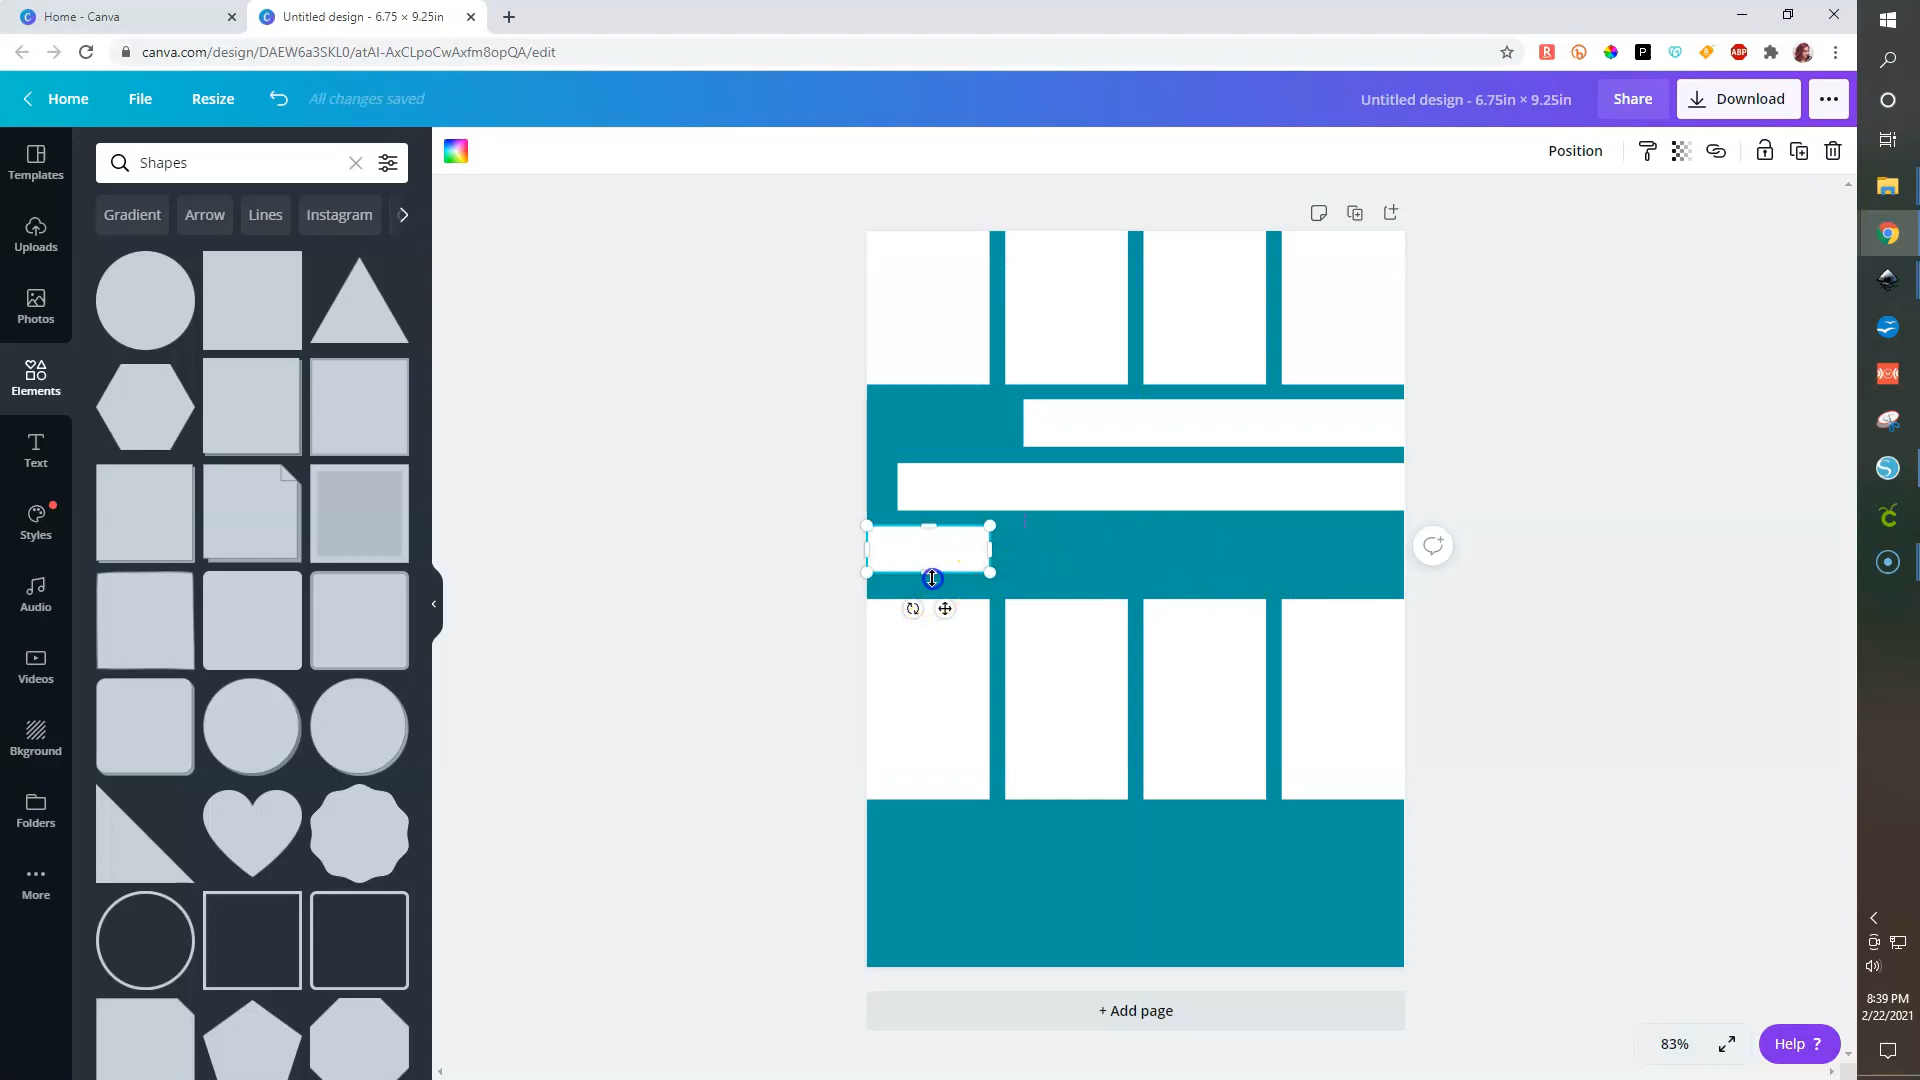 Home - Canva
Untitled design - 6.75 × 9.25in
canva.com/design/DAEW6a3SKL0/atAI-AxCLpoCwAxfm8opQA/edit
Home
File
Resize
All changes saved
Untitled design - 6.75in × 9.25in
Share
Download
Templates
Uploads
Photos
Elements
Text
Styles
Audio
Videos
Bkground
Folders
More
Shapes
Gradient
Arrow
Lines
Instagram
Position
+ Add page
83%
Help ?
8:39 PM
2/22/2021
ABP